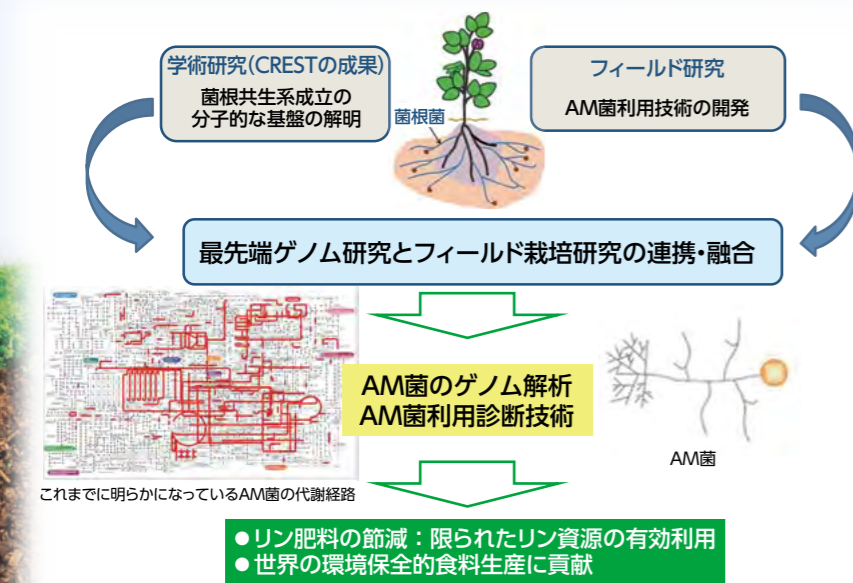 学術研究(CRESTの成果)
菌根共生系成立の
分子的な基盤の解明
菌根菌
フィールド研究
AM菌利用技術の開発
最先端ゲノム研究とフィールド栽培研究の連携・融合
AM菌のゲノム解析
AM菌利用診断技術
AM菌
これまでに明らかになっているAM菌の代謝経路
●リン肥料の節減:限られたリン資源の有効利用
●世界の環境保全的食料生産に貢献